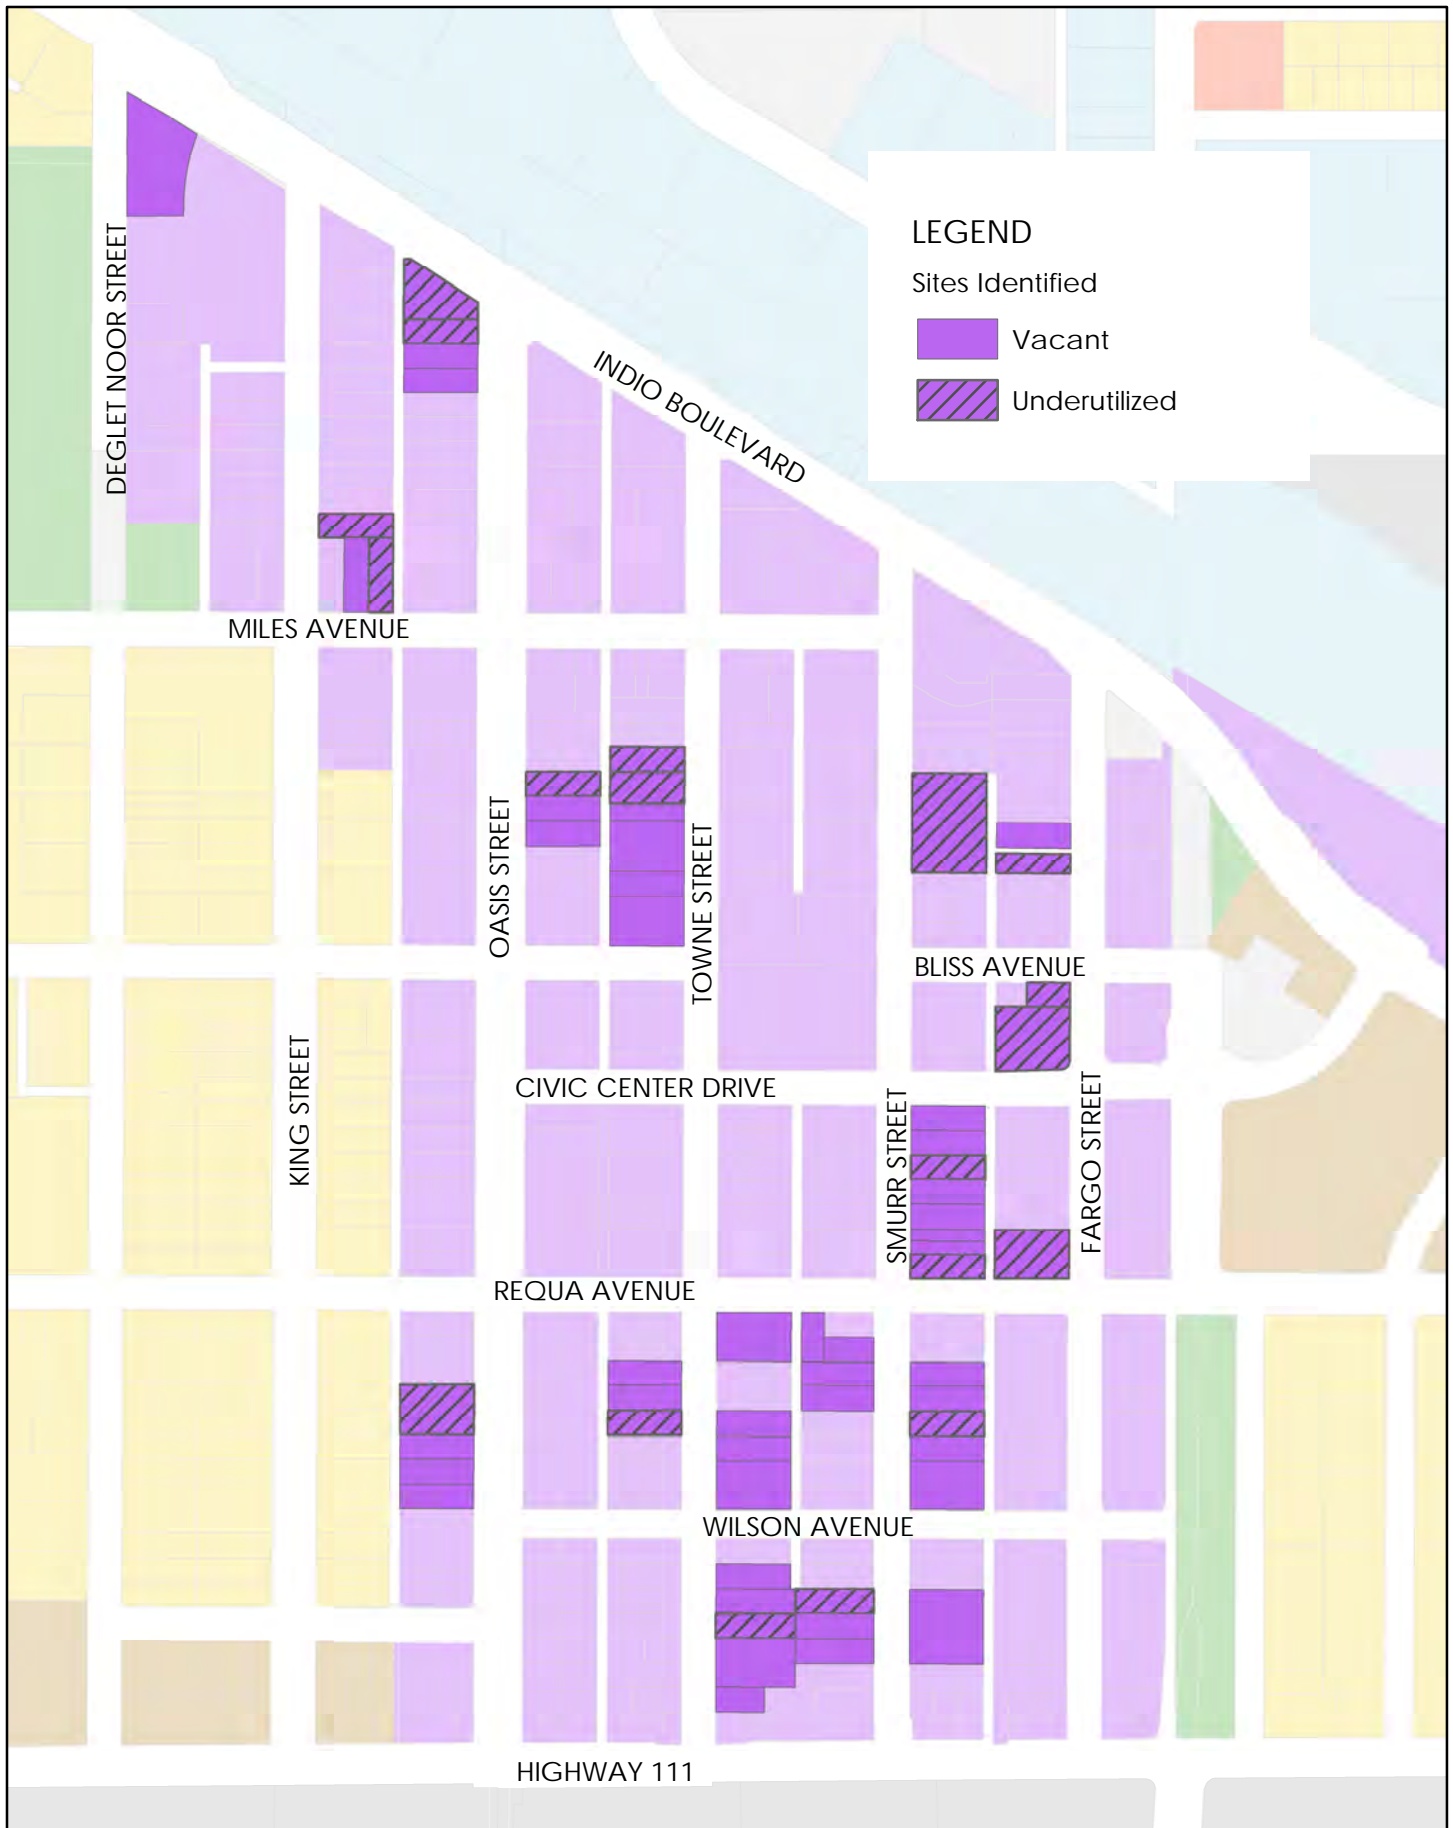 LEGEND
Sites Identified
Vacant
Underutilized
DEGLET NOOR STREET
INDIO BOULEVARD
MILES AVENUE
OASIS STREET
TOWNE STREET
BLISS AVENUE
KING STREET
CIVIC CENTER DRIVE
SMURR STREET
FARGO STREET
REQUA AVENUE
WILSON AVENUE
HIGHWAY 111